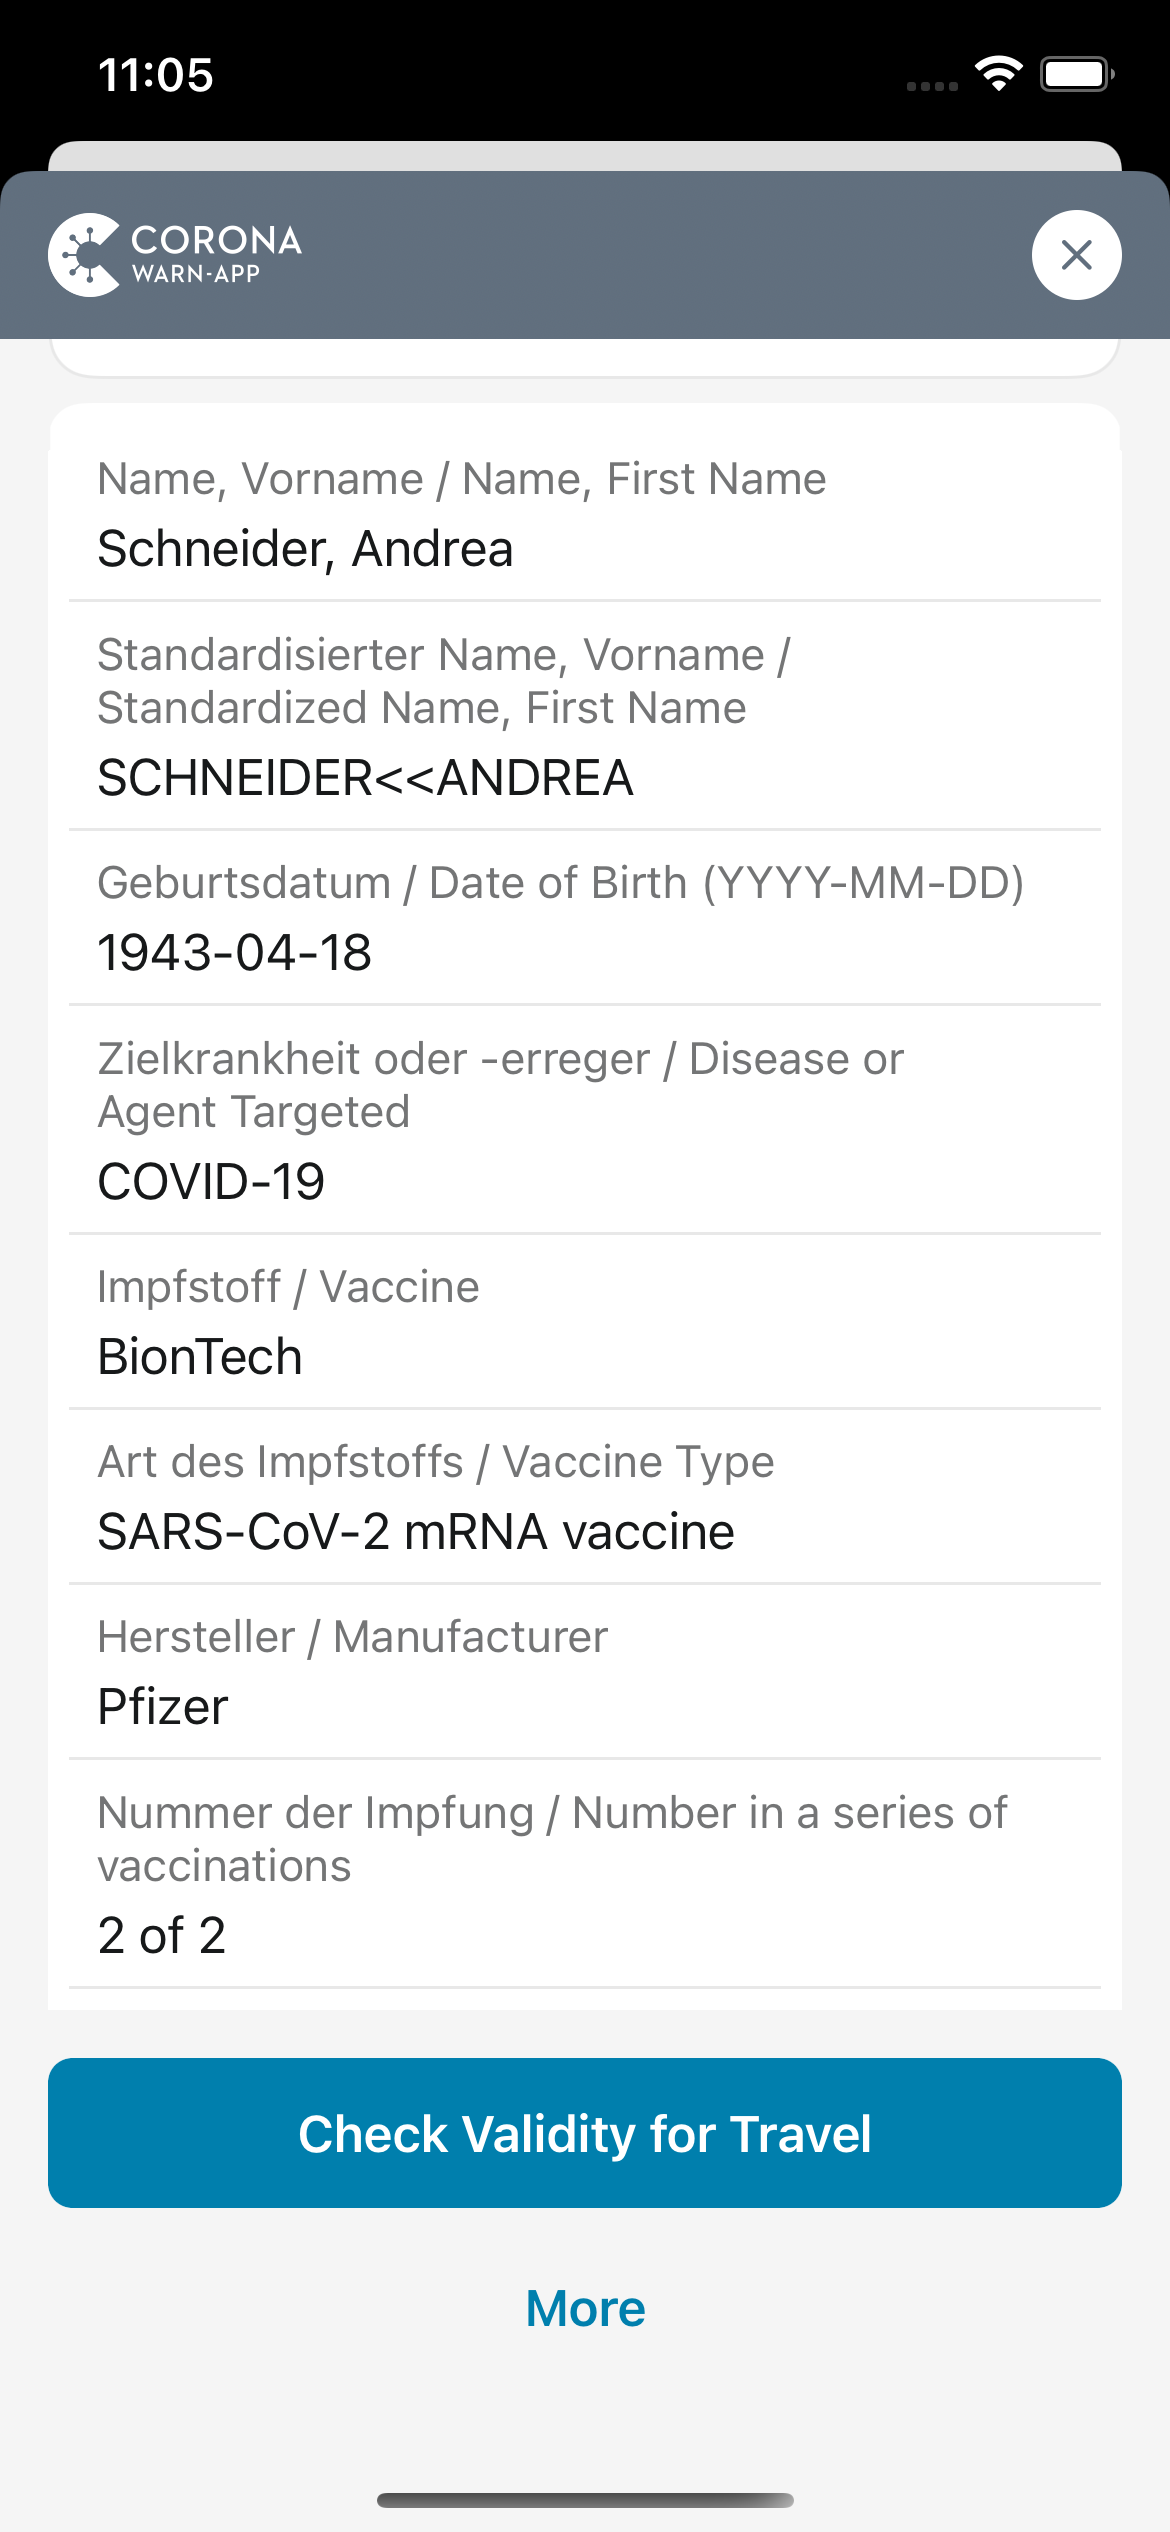 11:05
CORONA
WARN-APP
Name, Vorname / Name, First Name
Schneider, Andrea
Standardisierter Name, Vorname /
Standardized Name, First Name
SCHNEIDER<<ANDREA
Geburtsdatum / Date of Birth (YYYY-MM-DD)
1943-04-18
Zielkrankheit oder -erreger / Disease or
Agent Targeted
COVID-19
Impfstoff / Vaccine
BionTech
Art des Impfstoffs / Vaccine Type
SARS-CoV-2 mRNA vaccine
Hersteller / Manufacturer
Pfizer
Nummer der Impfung / Number in a series of
vaccinations
2 of 2
Check Validity for Travel
More